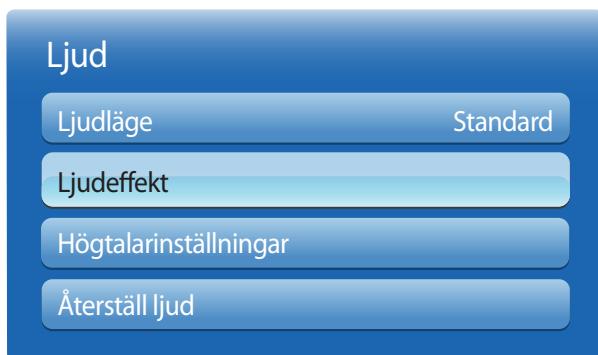 Ljud
Ljudläge Standard
Ljudeffekt
Högtalarinställningar
Återställ ljud